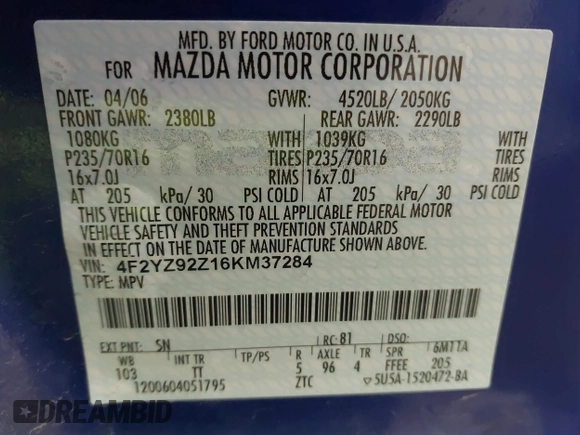 MFD. BY FORD MOTOR CO. IN U.S.A.
FOR MAZDA MOTOR CORPORATION
DATE: 04/06 GVWR: 4520LB/ 2050KG
FRONT GAWR: 2380LB REAR GAWR: 2290LB
1080KG WITH 1039KG WITH
P235/70R16 TIRES P235/70R16 TIRES
16x7.0J RIMS 16x7.0J RIMS
AT 205 kPa/ 30 PSI COLD AT 205 kPa/ 30 PSI COLD
THIS VEHICLE CONFORMS TO ALL APPLICABLE FEDERAL MOTOR
VEHICLE SAFETY AND THEFT PREVENTION STANDARDS
IN EFFECT ON THE DATE OF MANUFACTURE SHOWN ABOVE.
VIN: 4F2YZ92Z16KM37284
TYPE: MPV
EXT PNT: SN RC: 81 DSO:
WB INT TR TP/PS R AXLE TR SPR 6MTTA
103 TT 5 96 4 FFEE 205
1200604051795 ZTC 5U5A-1520472-BA
DREAMBID